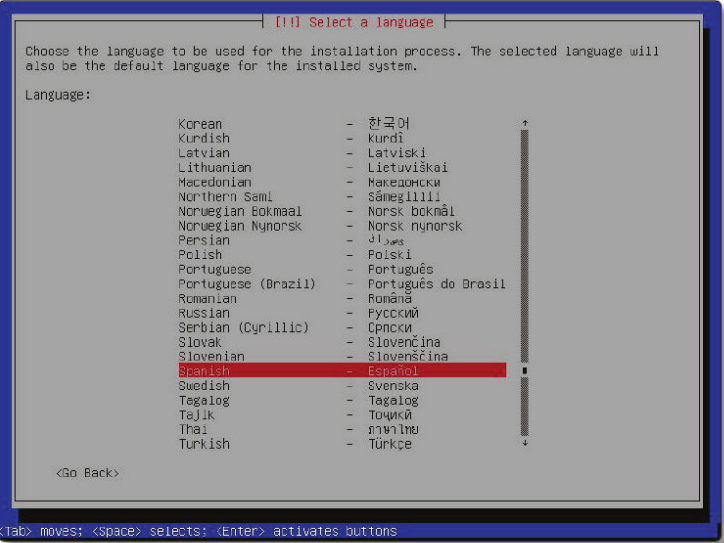 [!!] Select a language
Choose the language to be used for the installation process. The selected language will
also be the default language for the installed system.
Language:
Korean - 한국어
Kurdish - Kurdî
Latvian - Latviski
Lithuanian - Lietuviškai
Macedonian - Македонски
Northern Sami - Sámegillii
Norwegian Bokmaal - Norsk bokmål
Norwegian Nynorsk - Norsk nynorsk
Persian -
Polish - Polski
Portuguese - Português
Portuguese (Brazil) - Português do Brasil
Romanian - Română
Russian - Русский
Serbian (Cyrillic) - Српски
Slovak - Slovenčina
Slovenian - Slovenščina
Spanish - Español
Swedish - Svenska
Tagalog - Tagalog
Tajik - Тоҷикӣ
Thai - ภาษาไทย
Turkish - Türkçe
<Go Back>
<Tab> moves; <Space> selects; <Enter> activates buttons